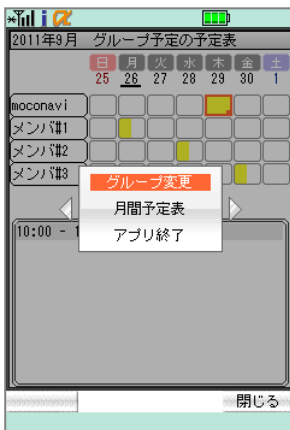 iα
2011年9月 グループ予定の予定表
日 月 火 水 木 金 土
25 26 27 28 29 30 1
moconavi
メンバ#1
メンバ#2
メンバ#3
グループ変更
月間予定表
アプリ終了
10:00 - 1
閉じる